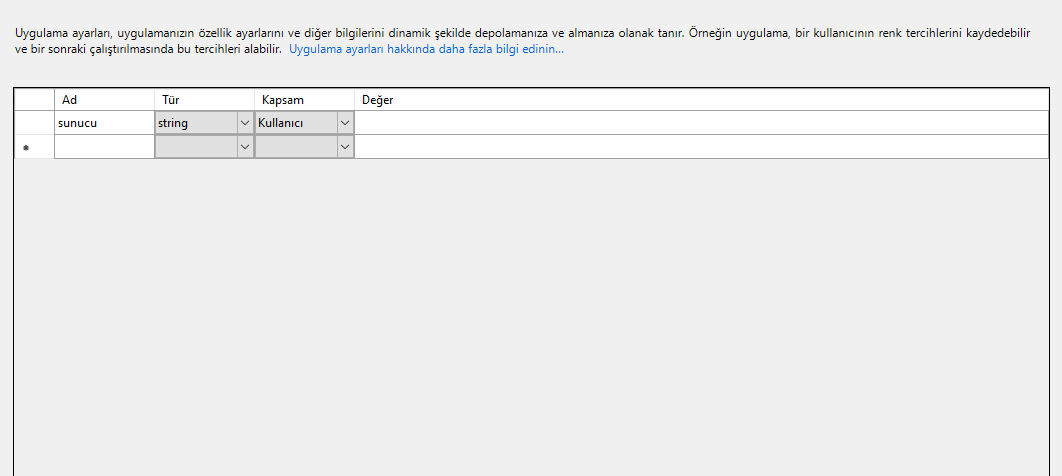 Uygulama ayarları, uygulamanızın özellik ayarlarını ve diğer bilgilerini dinamik şekilde depolamanıza ve almanıza olanak tanır. Örneğin uygulama, bir kullanıcının renk tercihlerini kaydedebilir
ve bir sonraki çalıştırılmasında bu tercihleri alabilir. Uygulama ayarları hakkında daha fazla bilgi edinin...
Ad Tür Kapsam Değer
sunucu string Kullanıcı